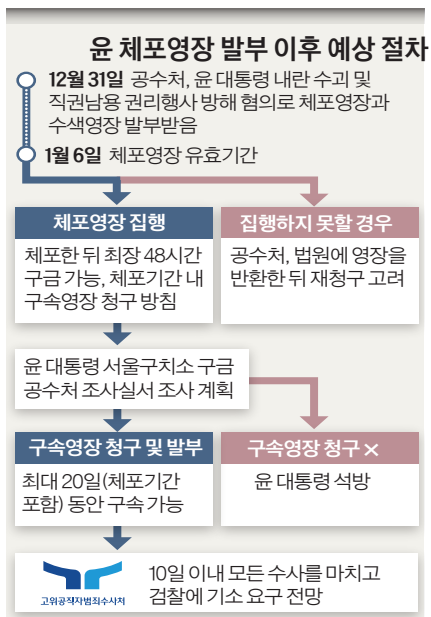 윤 체포영장 발부 이후 예상 절차
12월 31일 공수처, 윤 대통령 내란 수괴 및
직권남용 권리행사 방해 혐의로 체포영장과
수색영장 발부받음
1월 6일 체포영장 유효기간
체포영장 집행
체포한 뒤 최장 48시간
구금 가능, 체포기간 내
구속영장 청구 방침
집행하지 못할 경우
공수처, 법원에 영장을
반환한 뒤 재청구 고려
윤 대통령 서울구치소 구금
공수처 조사실서 조사 계획
구속영장 청구 및 발부
최대 20일(체포기간
포함) 동안 구속 가능
구속영장 청구 ×
윤 대통령 석방
고위공직자범죄수사처
10일 이내 모든 수사를 마치고
검찰에 기소 요구 전망